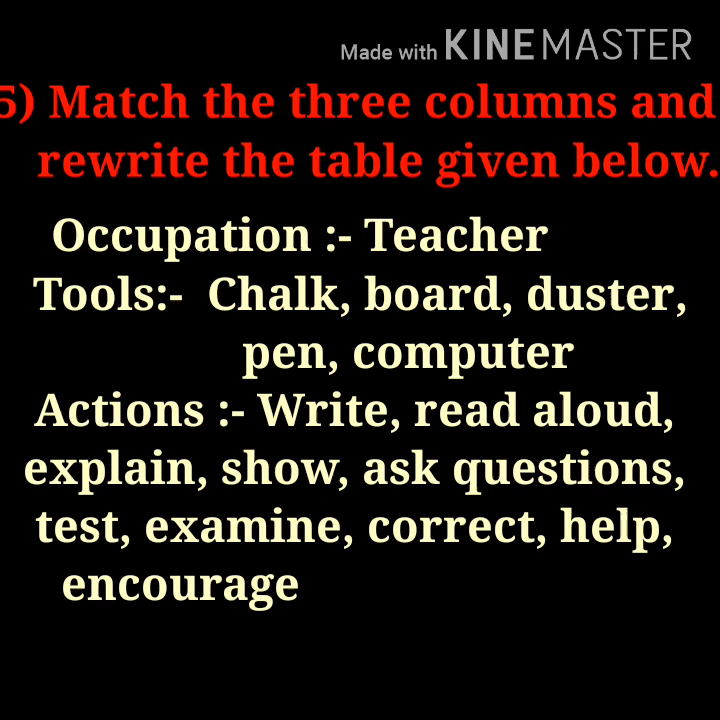 Made with KINEMASTER
5) Match the three columns and
rewrite the table given below.
Occupation :- Teacher
Tools:- Chalk, board, duster,
pen, computer
Actions :- Write, read aloud,
explain, show, ask questions,
test, examine, correct, help,
encourage